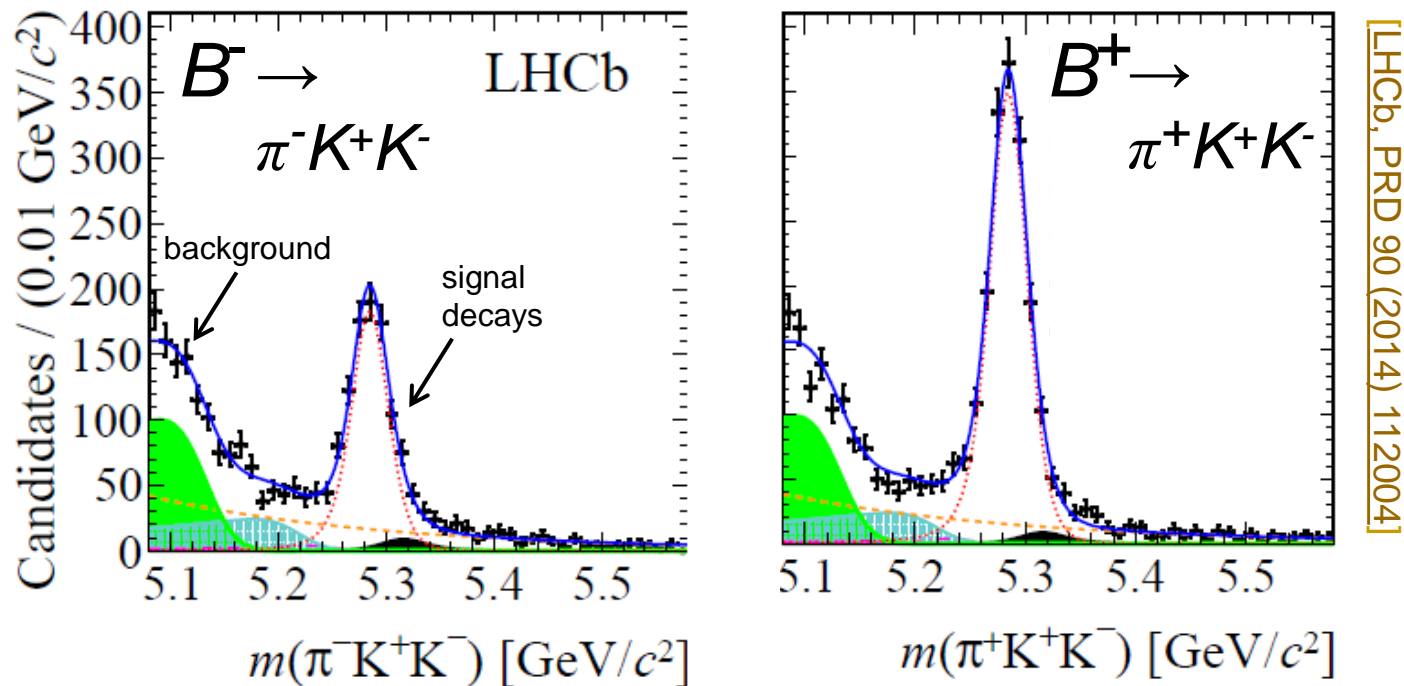 Candidates / (0.01 GeV/c²)
400
350
300
250
200
150
100
50
0
B⁻ →
π⁻K⁺K⁻
LHCb
background
signal
decays
5.1 5.2 5.3 5.4 5.5
m(π⁻K⁺K⁻) [GeV/c²]
B⁺→
π⁺K⁺K⁻
5.1 5.2 5.3 5.4 5.5
m(π⁺K⁺K⁻) [GeV/c²]
[LHCb, PRD 90 (2014) 112004]